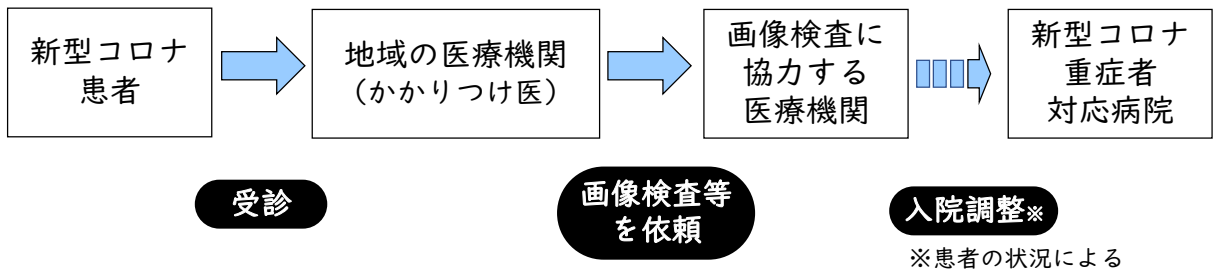 新型コロナ
患者
地域の医療機関
（かかりつけ医）
画像検査に
協力する
医療機関
新型コロナ
重症者
対応病院
受診
画像検査等
を依頼
入院調整※
※患者の状況による